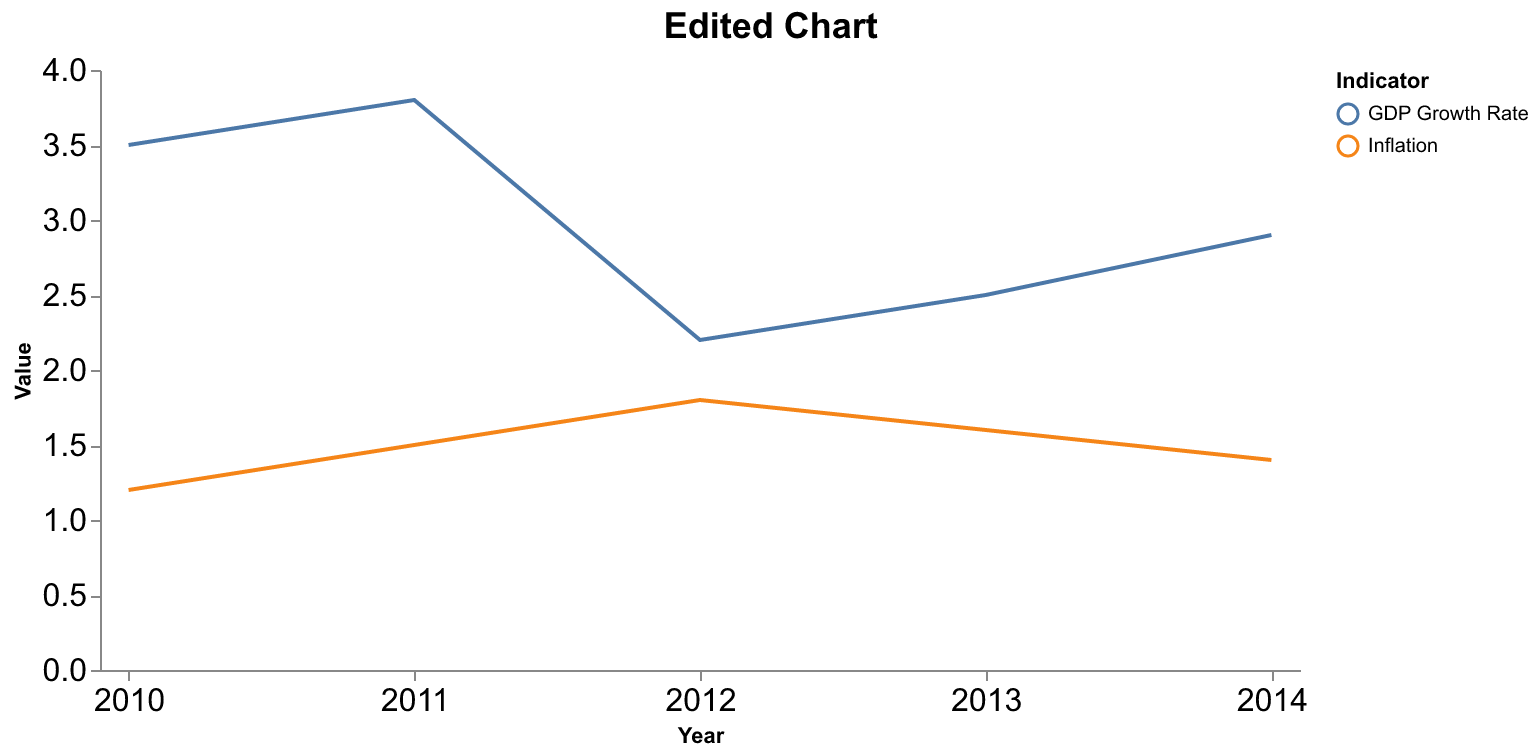 Edited Chart
4.0
3.5
3.0
2.5
2.0
1.5
1.0
0.5
0.0
Value
2010 2011 2012 2013 2014
Year
Indicator
GDP Growth Rate
Inflation